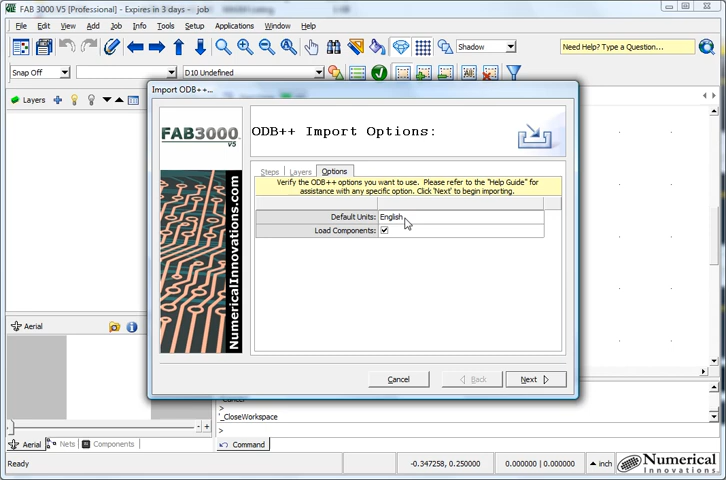 FAB 3000 V5 [Professional] - Expires in 3 days - job
File Edit View Add Job Info Tools Setup Applications Window Help
Shadow
Need Help? Type a Question...
Snap Off
D10 Undefined
All
Layers
Import ODB++...
FAB3000
V5
NumericalInnovations.com
ODB++ Import Options:
Steps Layers Options
Verify the ODB++ options you want to use. Please refer to the "Help Guide" for
assistance with any specific option. Click 'Next' to begin importing.
Default Units: English
Load Components:
Cancel Back Next
Aerial
Cancel
>
'_CloseWorkspace
>
>
Aerial Nets Components
Command
Ready
-0.347258, 0.250000
0.000000 | 0.000000
inch
Numerical
Innovations